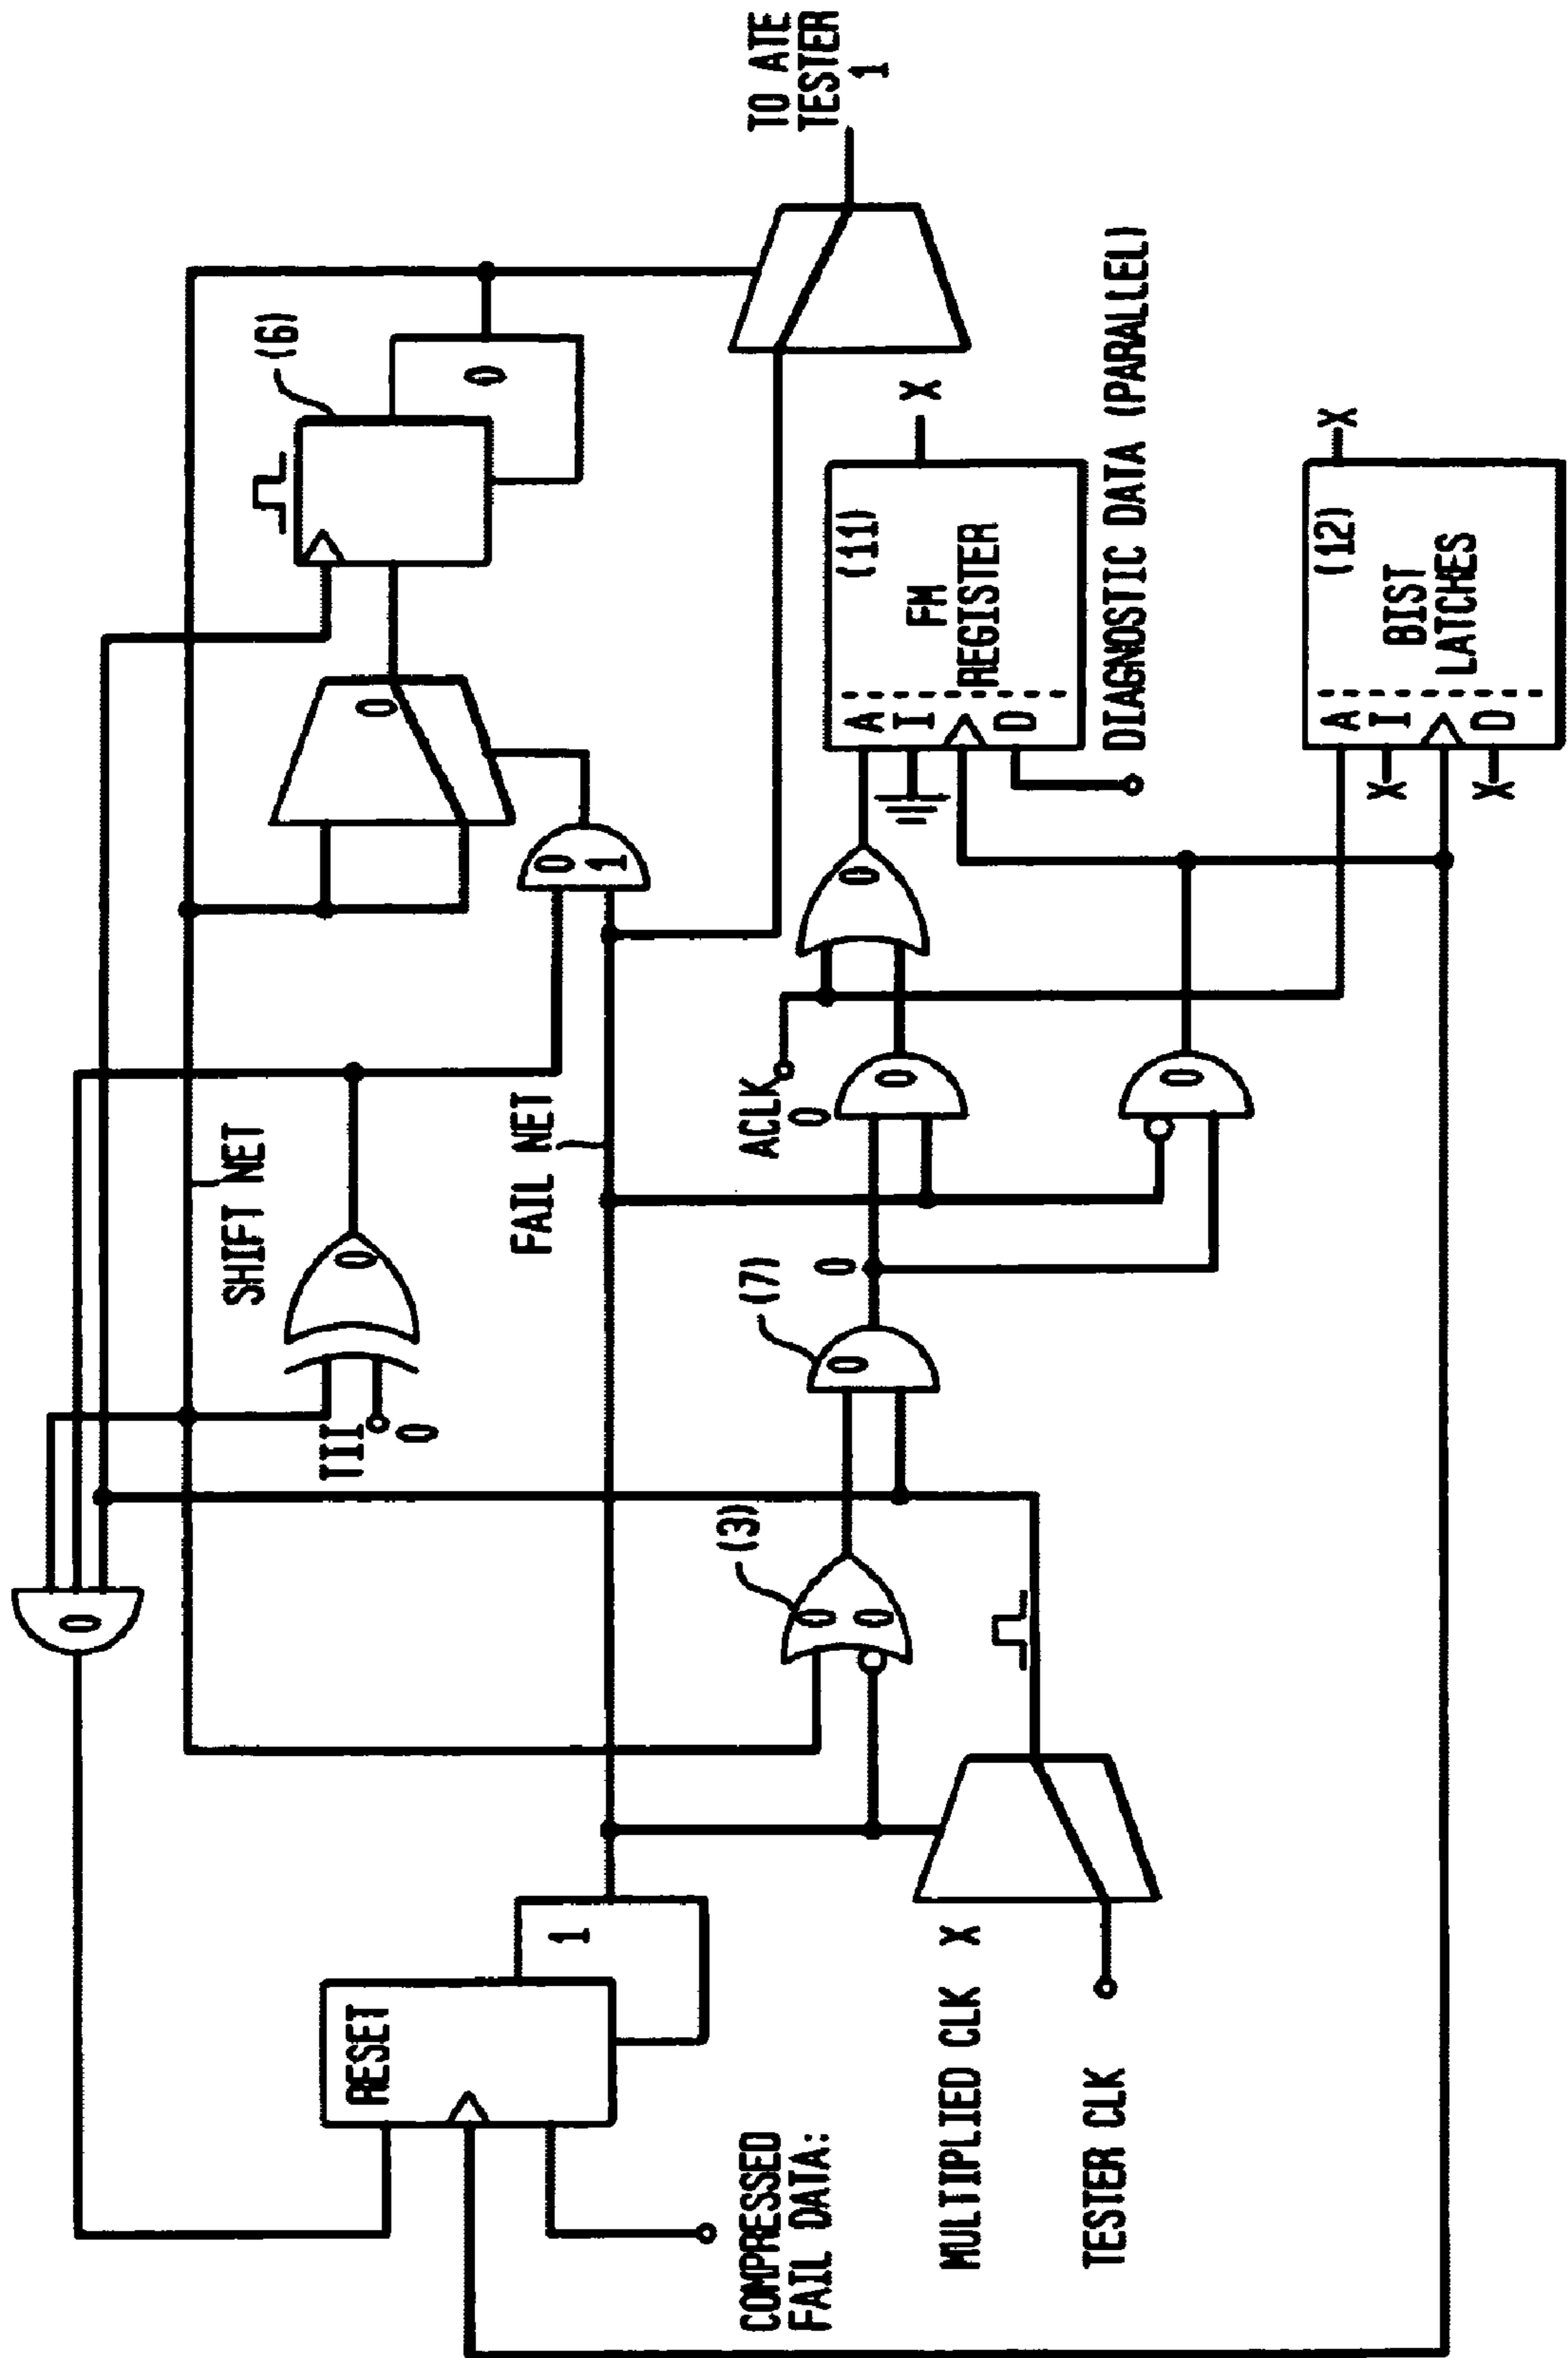 TO ATE
TESTER
1
(6)
0
0
0
1
SHIFT NET
FAIL NET
0
TII
0
0
X
(11)
FM
REGISTER
A
I
D
DIAGNOSTIC DATA (PARALLEL)
X
(12)
BIST
LATCHES
A
I
D
X
X
0
ACLK
0
0
0
(7)
0
0
(3)
0
0
RESET
1
COMPRESSED
FAIL DATA:
MULTIPLIED CLK X
TESTER CLK